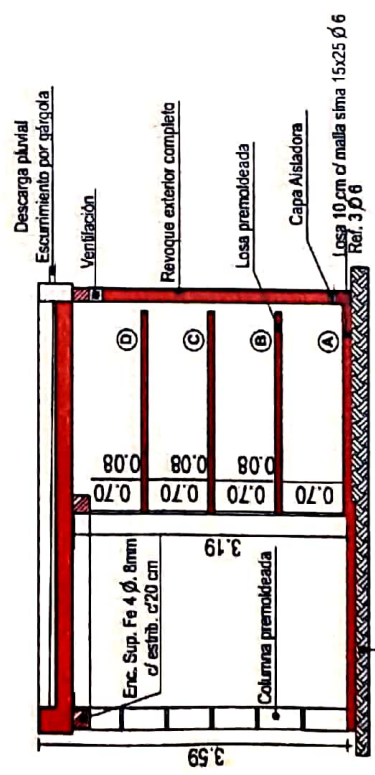 Descarga pluvial
Escurrimiento por gárgola
Ventilación
Revoque exterior completo
Losa premoldeada
Capa Aisladora
Losa 10 cm c/ malla sima 15x25 Ø 6
Ref. 3 Ø 6
D
C
B
A
0.08
0.08
0.08
0.70
0.70
0.70
0.70
3.19
Enc. Sup. Fe 4 Ø. 8mm
c/ estrib. c/20 cm
Columna premoldeada
3.59